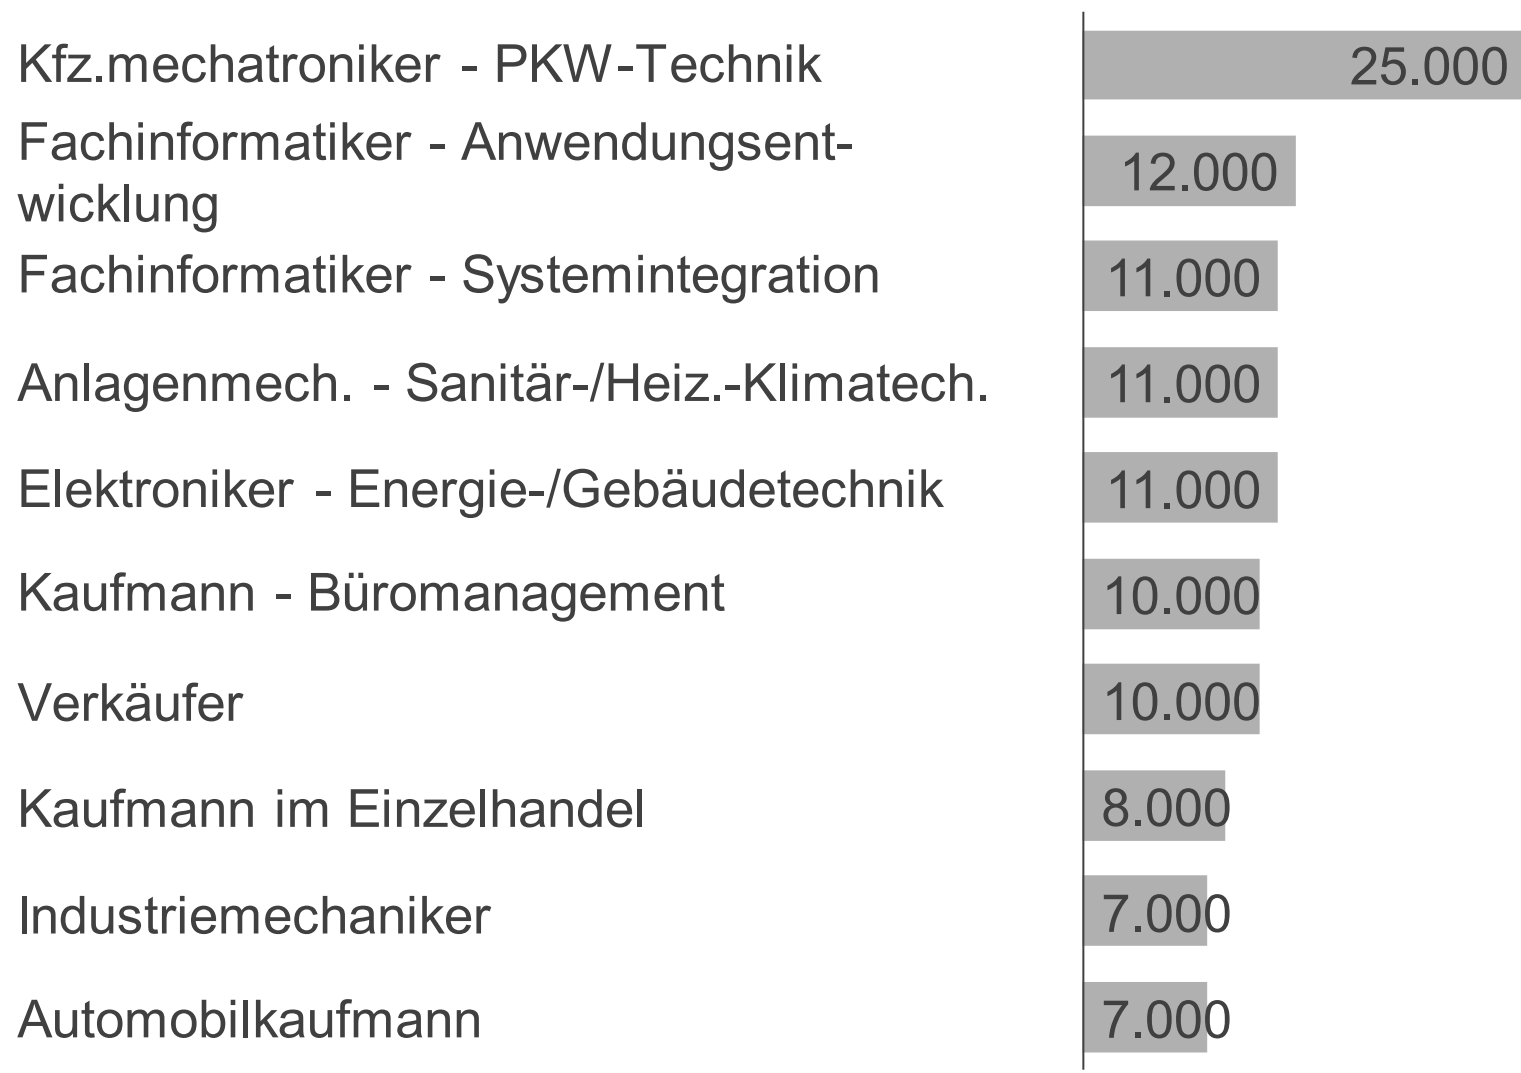 Kfz.mechatroniker - PKW-Technik 25.000
Fachinformatiker - Anwendungsent-
wicklung 12.000
Fachinformatiker - Systemintegration 11.000
Anlagenmech. - Sanitär-/Heiz.-Klimatech. 11.000
Elektroniker - Energie-/Gebäudetechnik 11.000
Kaufmann - Büromanagement 10.000
Verkäufer 10.000
Kaufmann im Einzelhandel 8.000
Industriemechaniker 7.000
Automobilkaufmann 7.000